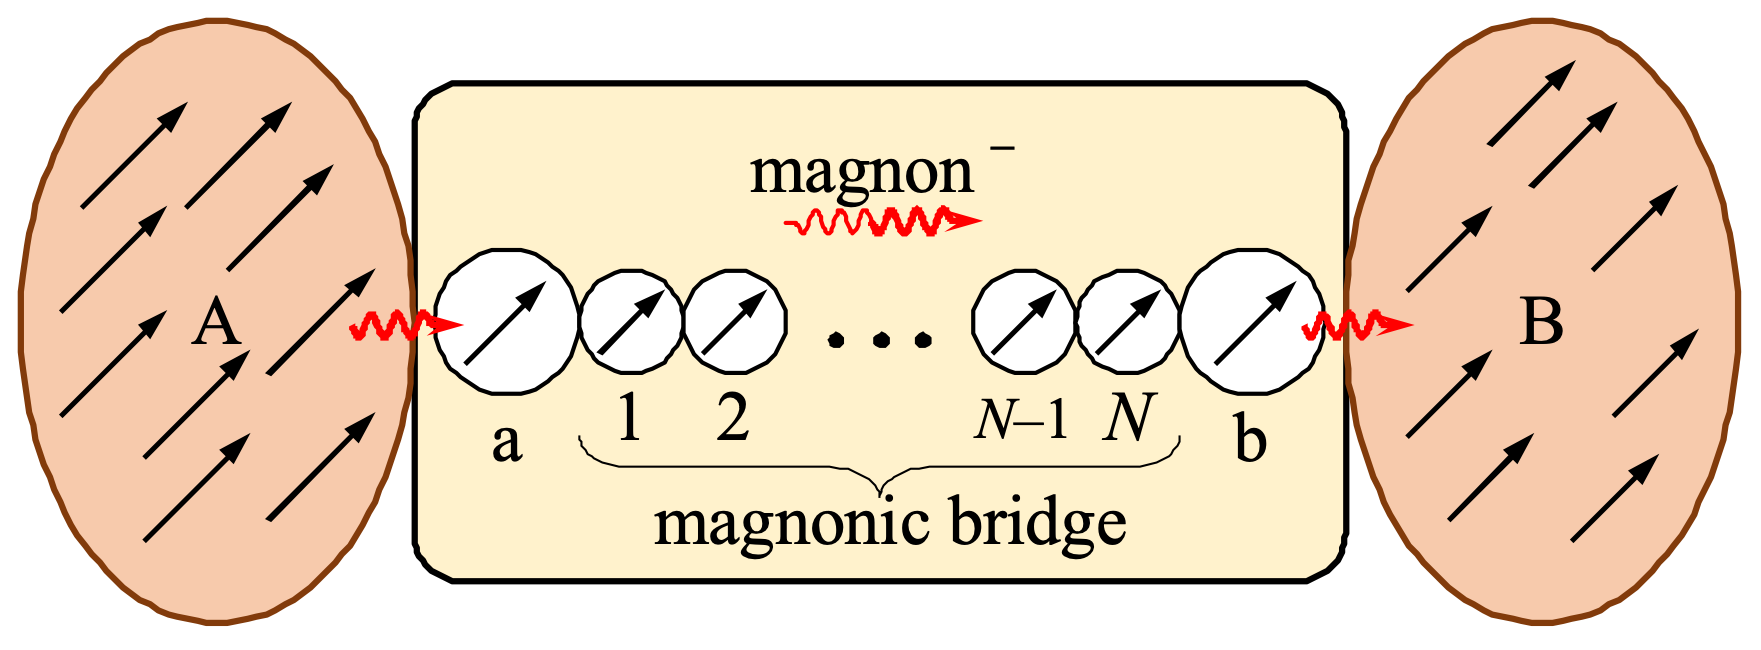 magnon –
A
B
...
1 2 N–1 N
a b
magnonic bridge